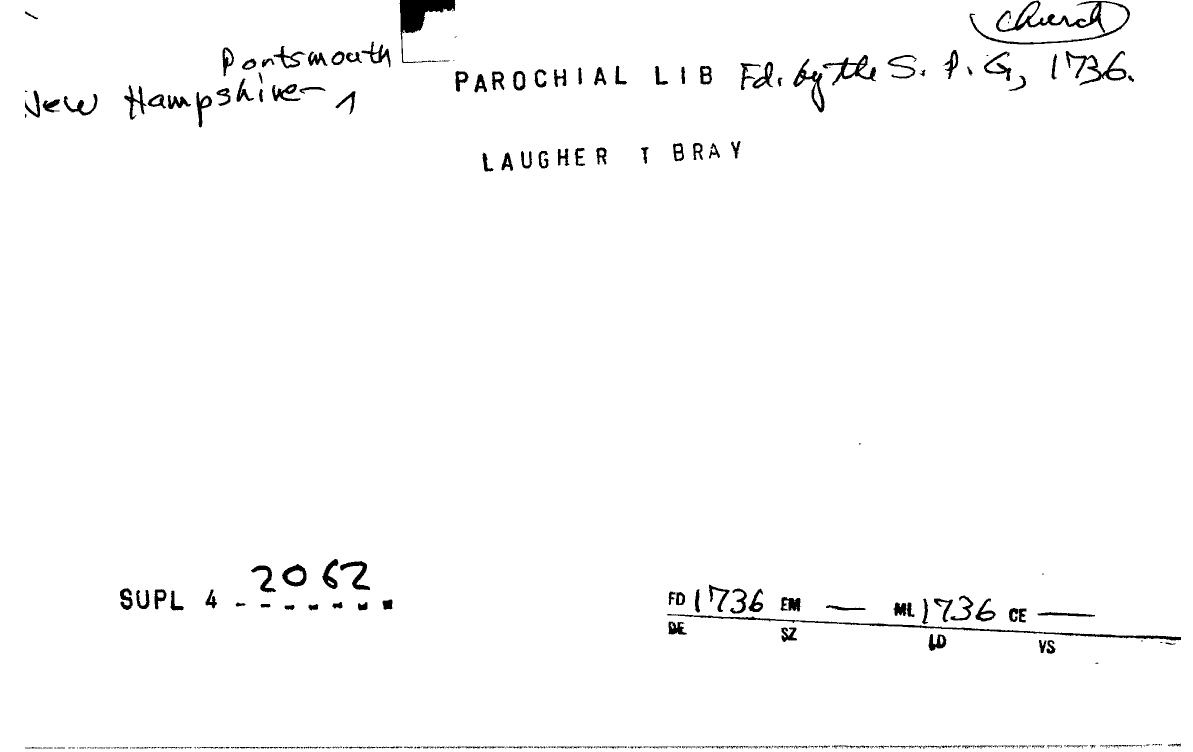 Church
Portsmouth
New Hampshire 1
PAROCHIAL LIB Fd. by the S. P. G, 1736.
LAUGHER T BRAY
2062
SUPL 4 - - - - - - -
FD 1736 EM — ML 1736 CE —
DE SZ LD VS